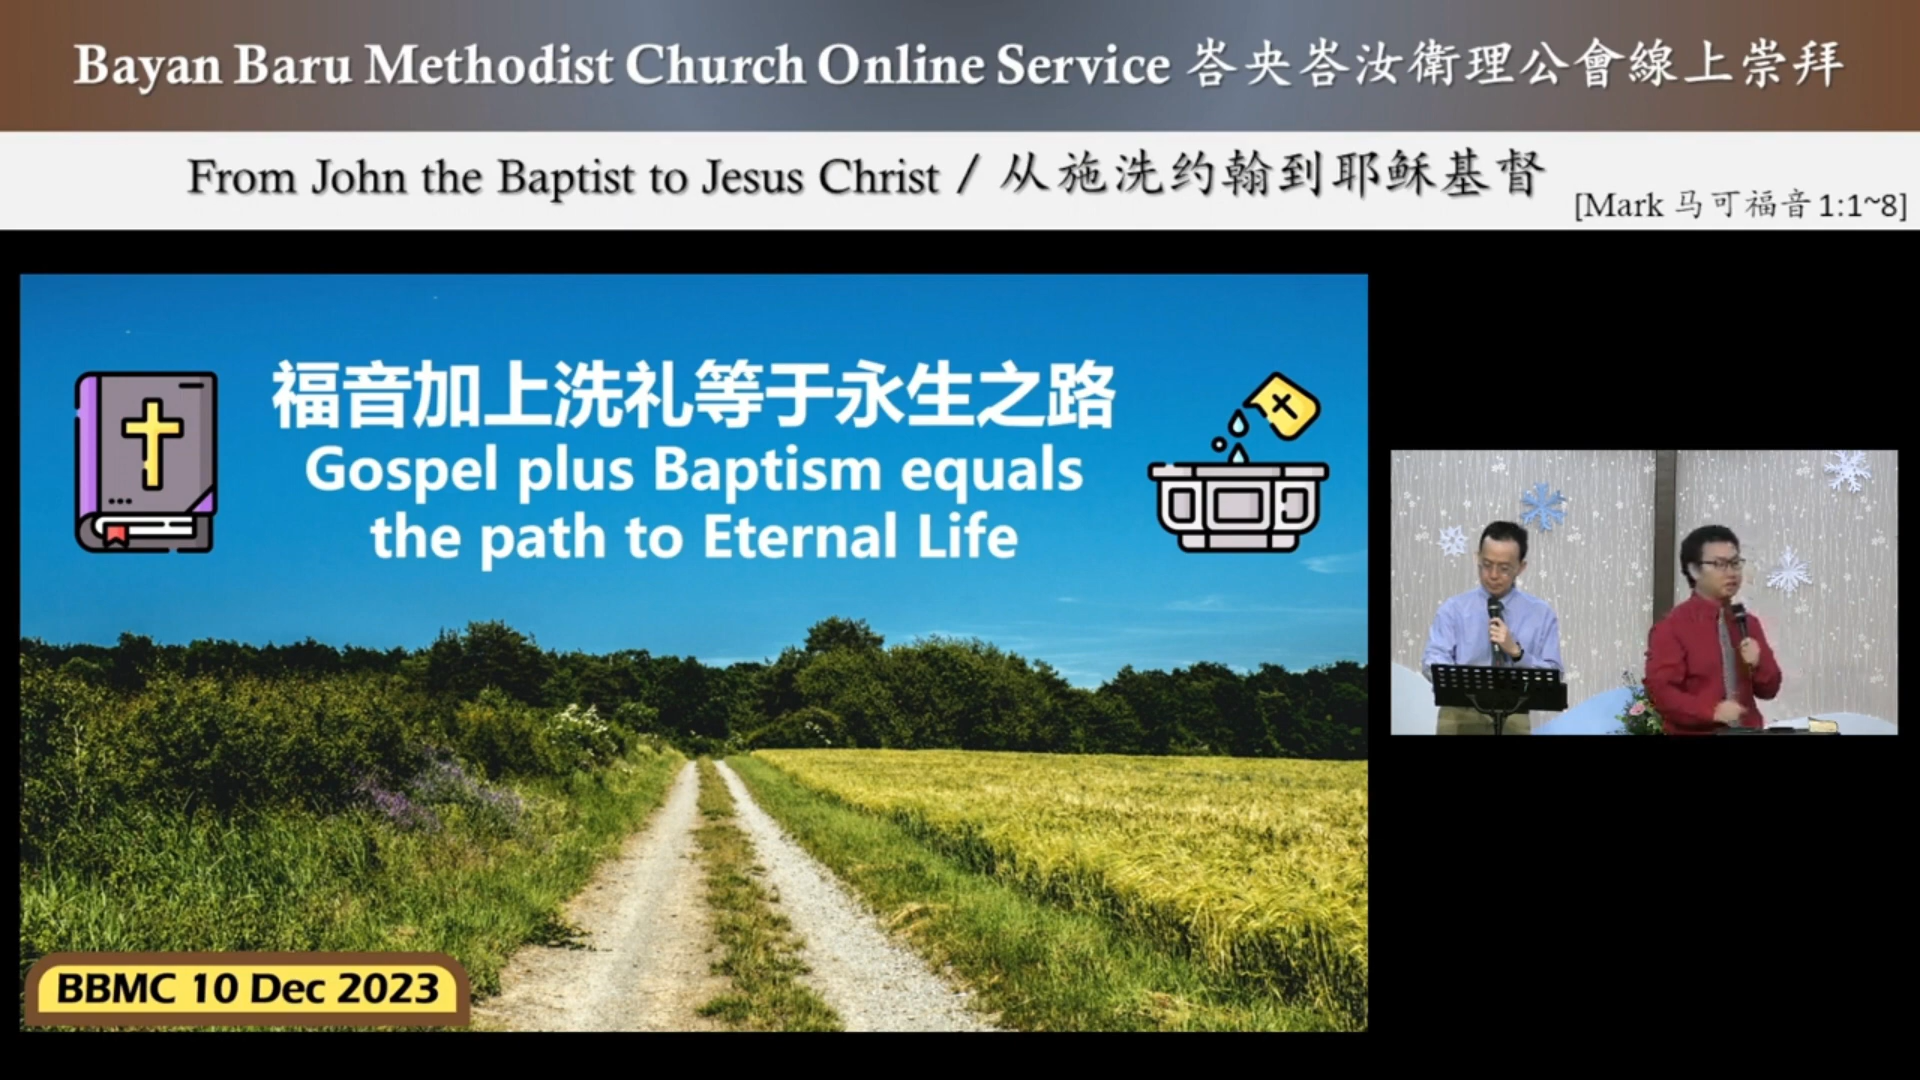 Bayan Baru Methodist Church Online Service 峇央峇汝衛理公會線上崇拜
From John the Baptist to Jesus Christ / 从施洗约翰到耶稣基督
[Mark 马可福音 1:1~8]
福音加上洗礼等于永生之路
Gospel plus Baptism equals
the path to Eternal Life
BBMC 10 Dec 2023